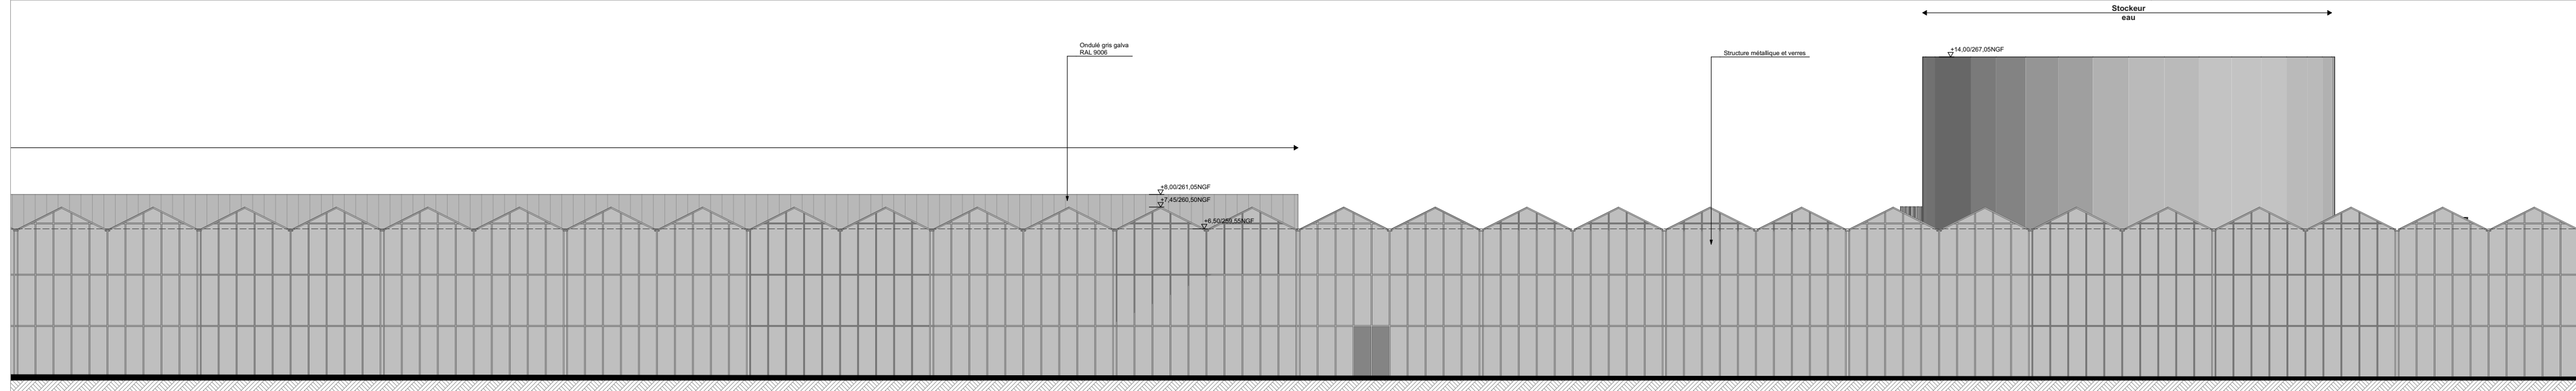 Stockeur
eau
Ondulé gris galva
RAL 9006
Structure métallique et verres
+14,00/267,05NGF
+8,00/261,05NGF
+7,45/260,50NGF
+6,50/259,55NGF